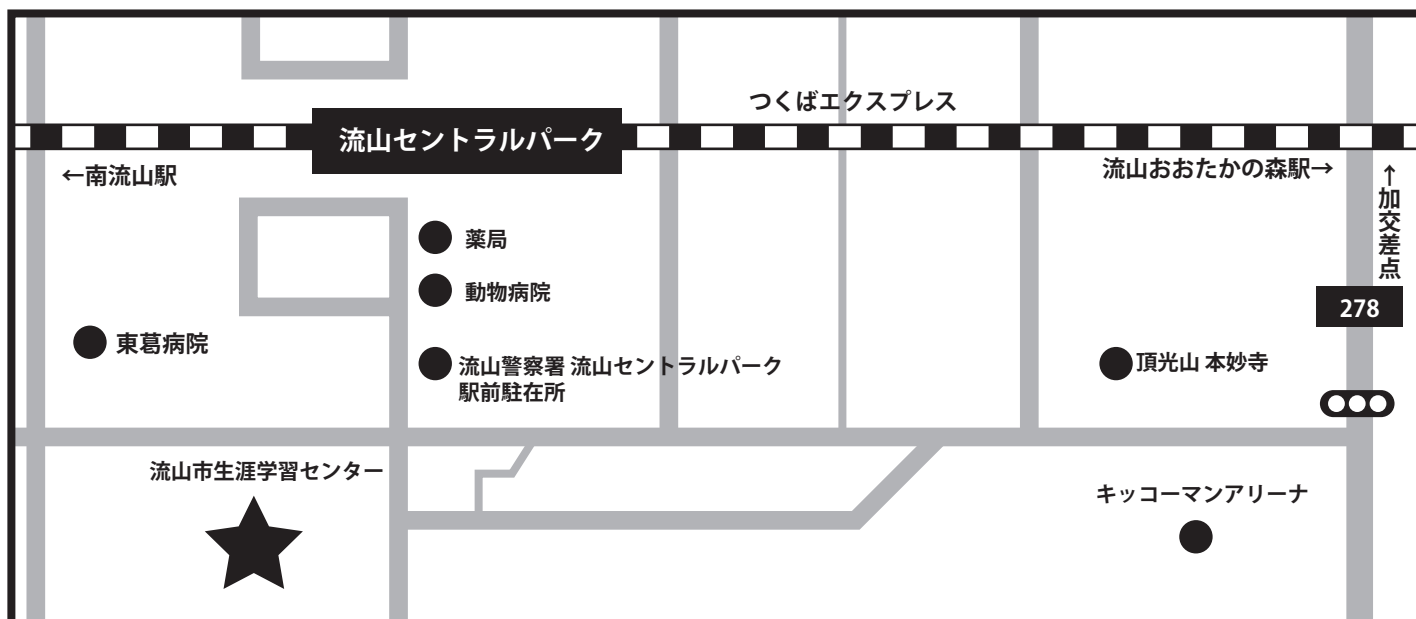 つくばエクスプレス
流山セントラルパーク
←南流山駅
流山おおたかの森駅→
↑加交差点
薬局
動物病院
278
東葛病院
流山警察署 流山セントラルパーク
駅前駐在所
頂光山 本妙寺
流山市生涯学習センター
キッコーマンアリーナ